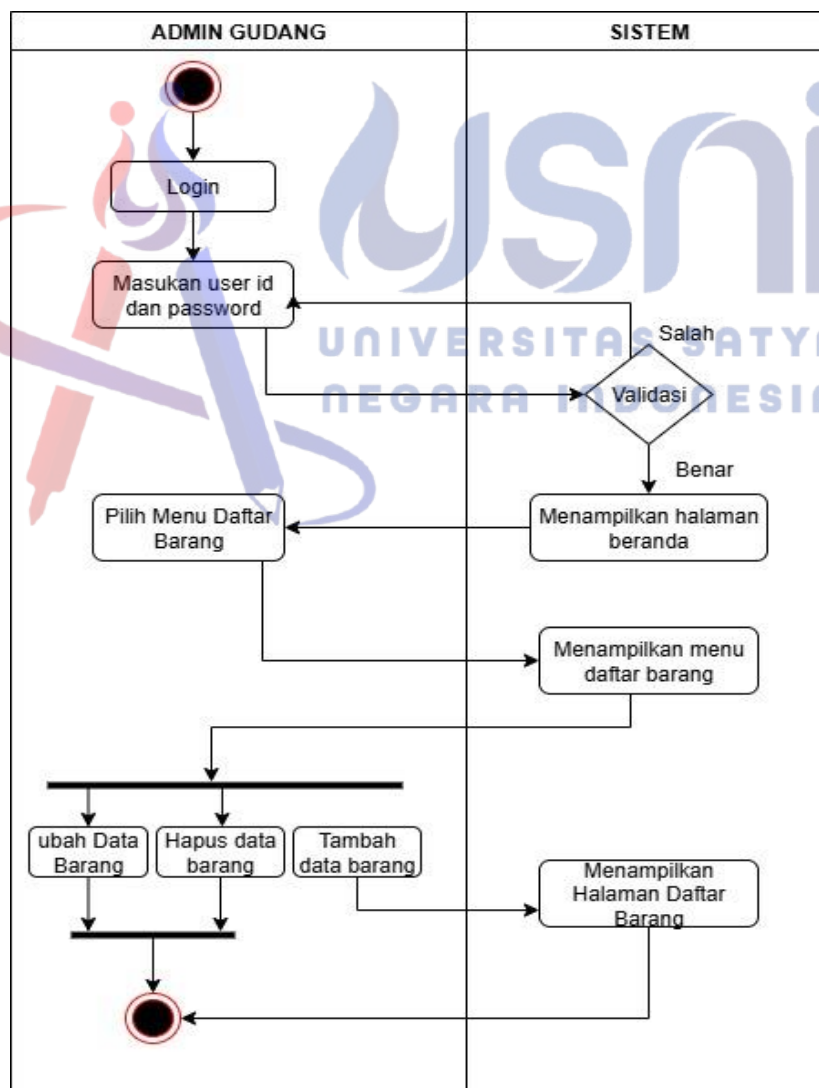 ADMIN GUDANG
SISTEM
Login
Masukan user id
dan password
usni
UNIVERSITAS SATYA
NEGARA INDONESIA
Salah
Validasi
Benar
Pilih Menu Daftar
Barang
Menampilkan halaman
beranda
Menampilkan menu
daftar barang
ubah Data
Barang
Hapus data
barang
Tambah
data barang
Menampilkan
Halaman Daftar
Barang